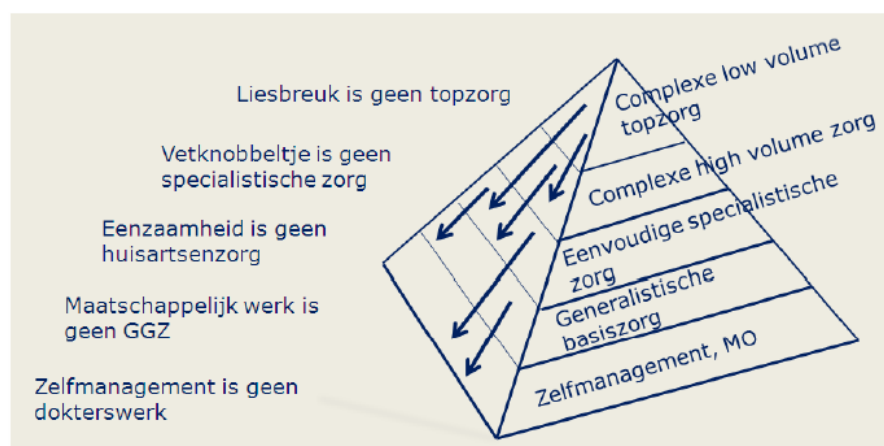 Liesbreuk is geen topzorg
Vetknobbeltje is geen
specialistische zorg
Eenzaamheid is geen
huisartsenzorg
Maatschappelijk werk is
geen GGZ
Zelfmanagement is geen
dokterswerk
Complexe low volume
topzorg
Complexe high volume zorg
Eenvoudige specialistische
zorg
Generalistische
basiszorg
Zelfmanagement, MO